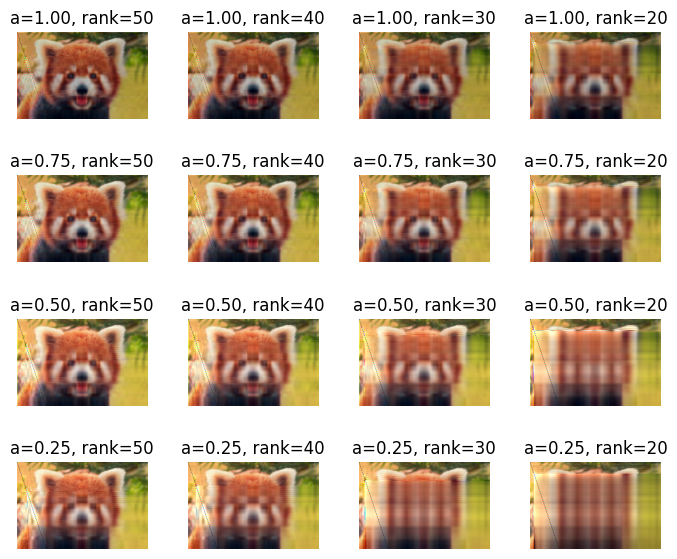 a=1.00, rank=50 a=1.00, rank=40 a=1.00, rank=30 a=1.00, rank=20
a=0.75, rank=50 a=0.75, rank=40 a=0.75, rank=30 a=0.75, rank=20
a=0.50, rank=50 a=0.50, rank=40 a=0.50, rank=30 a=0.50, rank=20
a=0.25, rank=50 a=0.25, rank=40 a=0.25, rank=30 a=0.25, rank=20